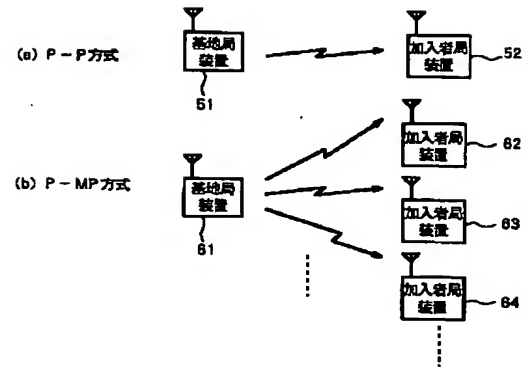 (a) P－P方式
基地局
装置
51
加入者局
装置
52
(b) P－MP方式
基地局
装置
61
加入者局
装置
62
加入者局
装置
63
加入者局
装置
64